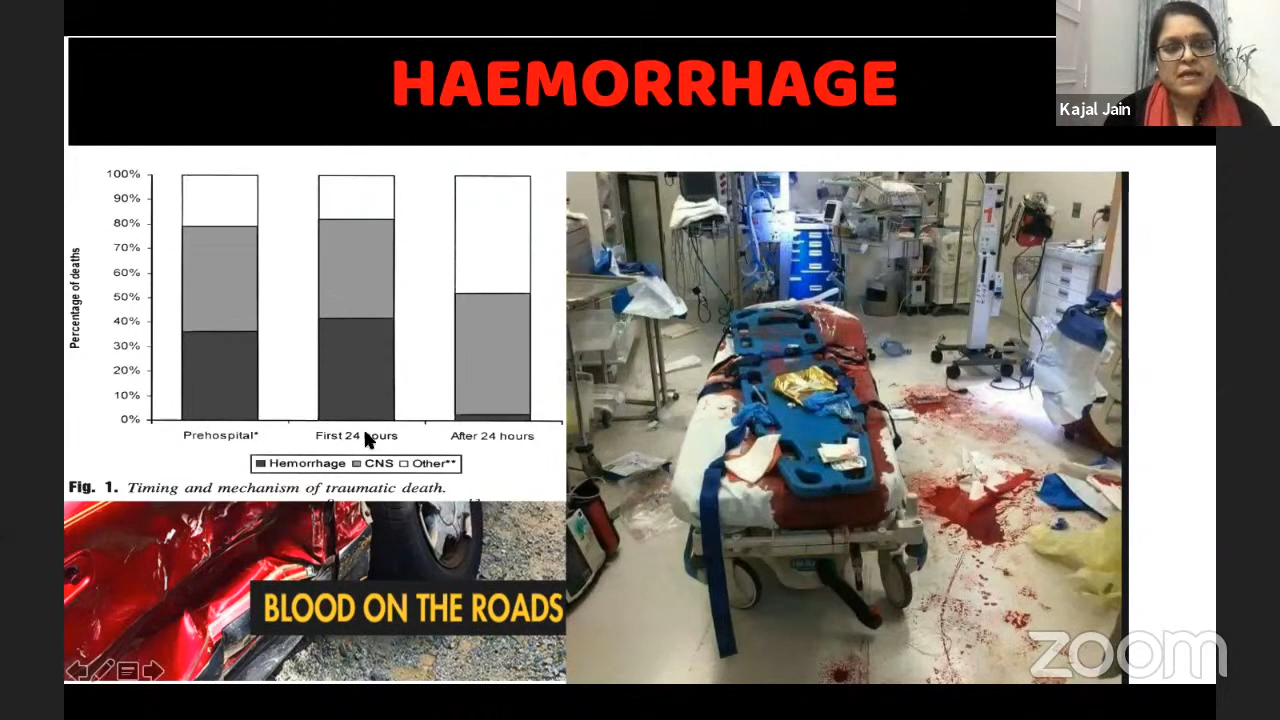 HAEMORRHAGE
Kajal Jain
100%
90%
80%
70%
60%
50%
40%
30%
20%
10%
0%
Percentage of deaths
Prehospital*
First 24 hours
After 24 hours
Hemorrhage CNS Other**
Fig. 1. Timing and mechanism of traumatic death.
BLOOD ON THE ROADS
1
zoom